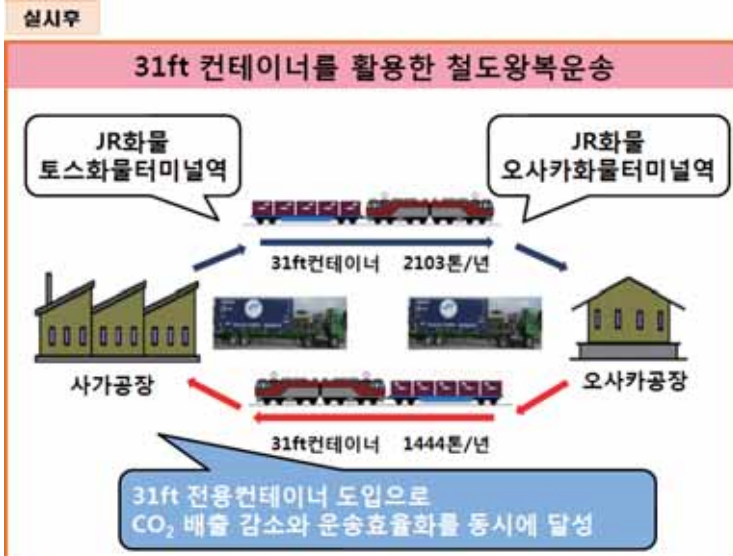 실시후
31ft 컨테이너를 활용한 철도왕복운송
JR화물
토스화물터미널역
JR화물
오사카화물터미널역
31ft컨테이너 2103톤/년
사가공장
오사카공장
31ft컨테이너 1444톤/년
31ft 전용컨테이너 도입으로
CO₂ 배출 감소와 운송효율화를 동시에 달성